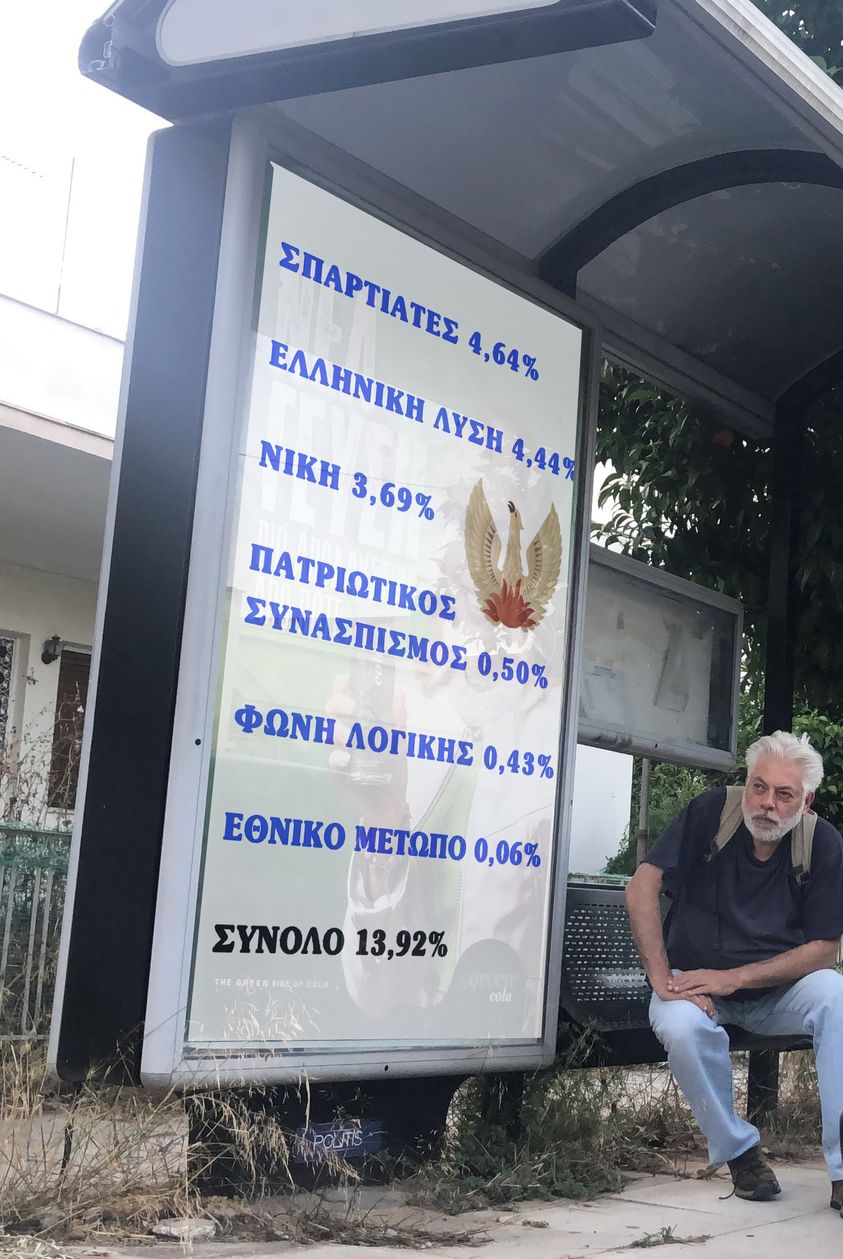 ΣΠΑΡΤΙΑΤΕΣ 4,64%
ΕΛΛΗΝΙΚΗ ΛΥΣΗ 4,44%
ΝΙΚΗ 3,69%
ΠΑΤΡΙΩΤΙΚΟΣ
ΣΥΝΑΣΠΙΣΜΟΣ 0,50%
ΦΩΝΗ ΛΟΓΙΚΗΣ 0,43%
ΕΘΝΙΚΟ ΜΕΤΩΠΟ 0,06%
ΣΥΝΟΛΟ 13,92%
THE GREEN SIDE OF COLA
green
cola
POLITIS